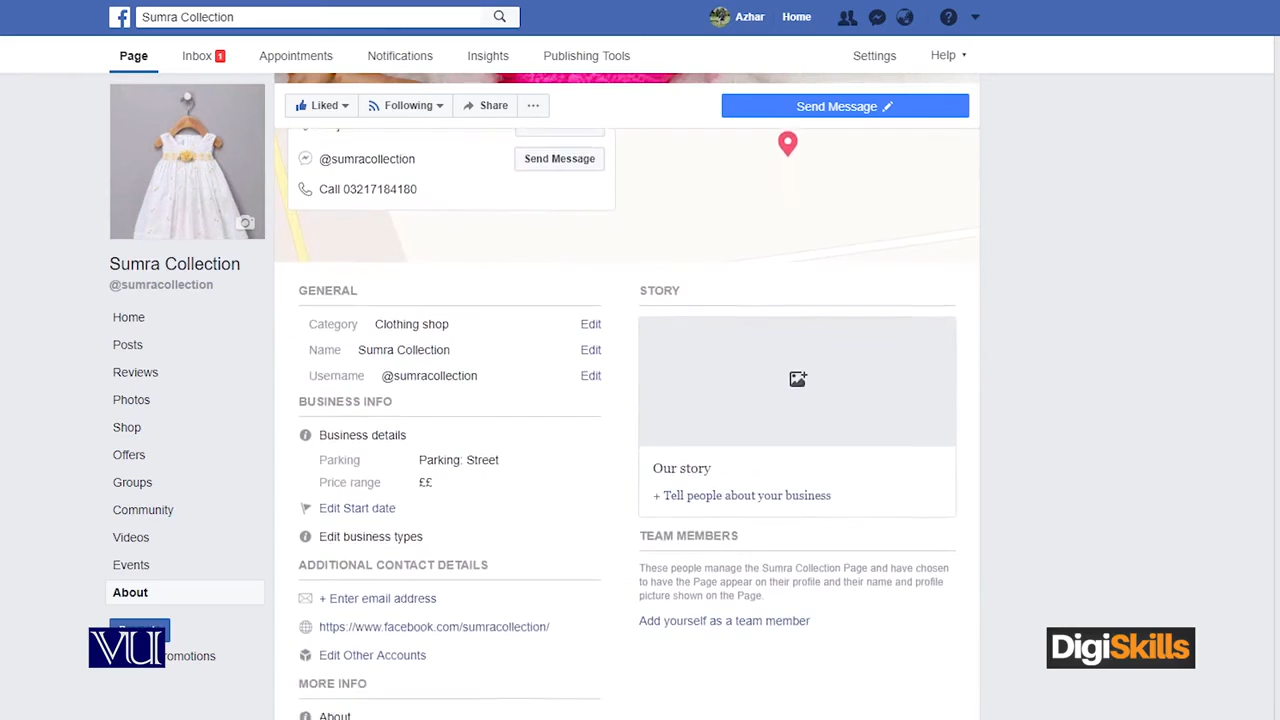 Sumra Collection
Azhar Home
Page Inbox 1 Appointments Notifications Insights Publishing Tools Settings Help
Liked Following Share ... Send Message
@sumracollection Send Message
Call 03217184180
Sumra Collection
@sumracollection
Home
Posts
Reviews
Photos
Shop
Offers
Groups
Community
Videos
Events
About
romotions
GENERAL
Category Clothing shop Edit
Name Sumra Collection Edit
Username @sumracollection Edit
BUSINESS INFO
Business details
Parking Parking: Street
Price range ££
Edit Start date
Edit business types
ADDITIONAL CONTACT DETAILS
+ Enter email address
https://www.facebook.com/sumracollection/
Edit Other Accounts
MORE INFO
About
STORY
Our story
+ Tell people about your business
TEAM MEMBERS
These people manage the Sumra Collection Page and have chosen
to have the Page appear on their profile and their name and profile
picture shown on the Page.
Add yourself as a team member
VU
DigiSkills